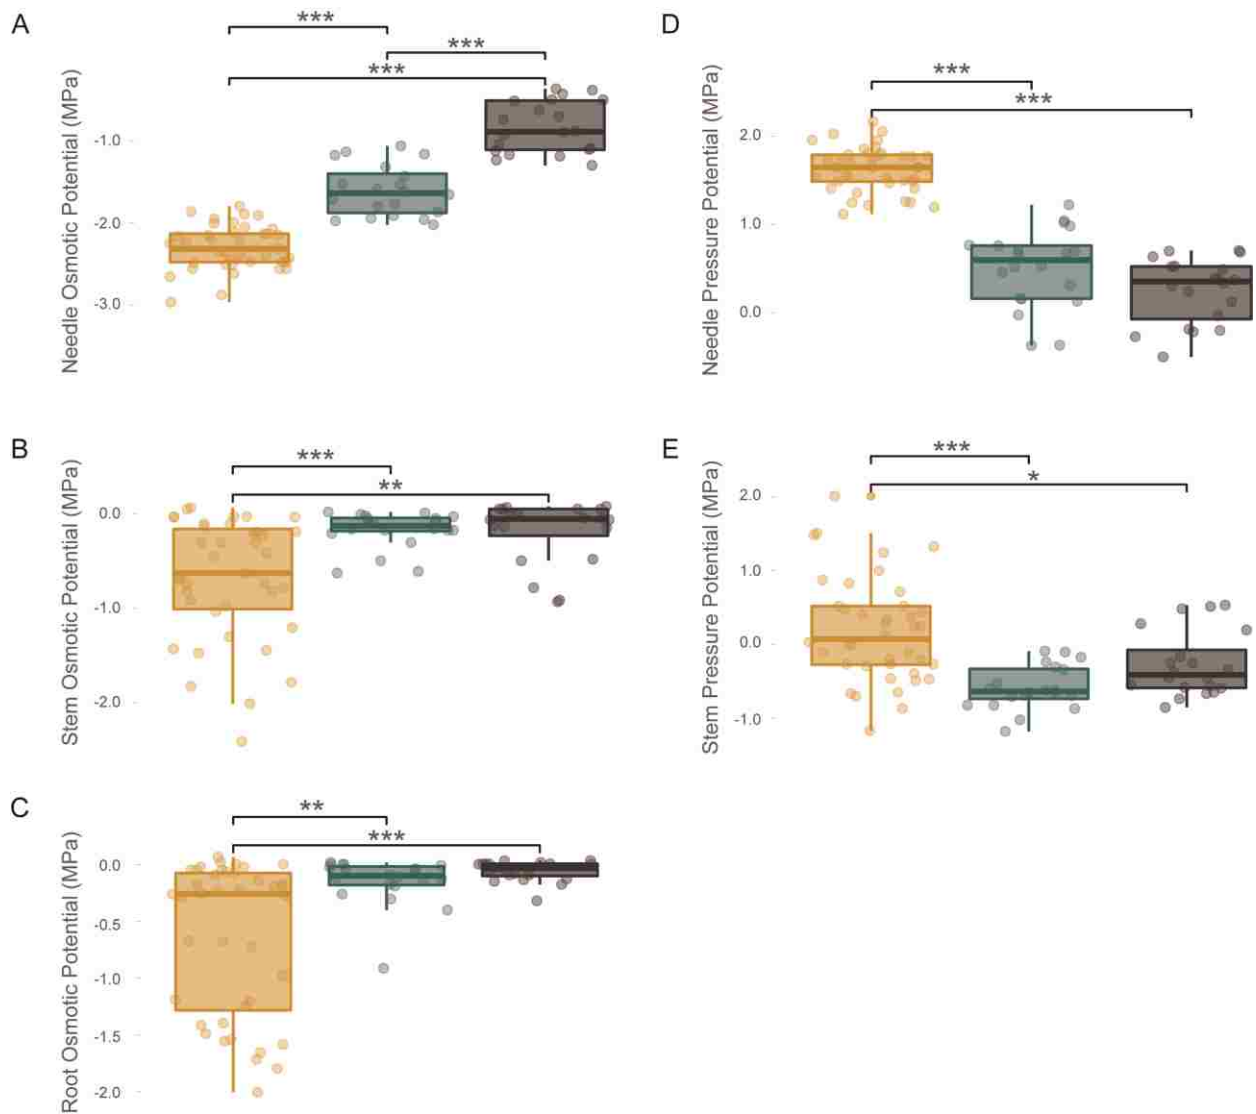 A
***
***
***
Needle Osmotic Potential (MPa)
-1.0
-2.0
-3.0
B
***
**
Stem Osmotic Potential (MPa)
0.0
-1.0
-2.0
C
**
***
Root Osmotic Potential (MPa)
0.0
-0.5
-1.0
-1.5
-2.0
D
***
***
Needle Pressure Potential (MPa)
2.0
1.0
0.0
E
***
*
Stem Pressure Potential (MPa)
2.0
1.0
0.0
-1.0